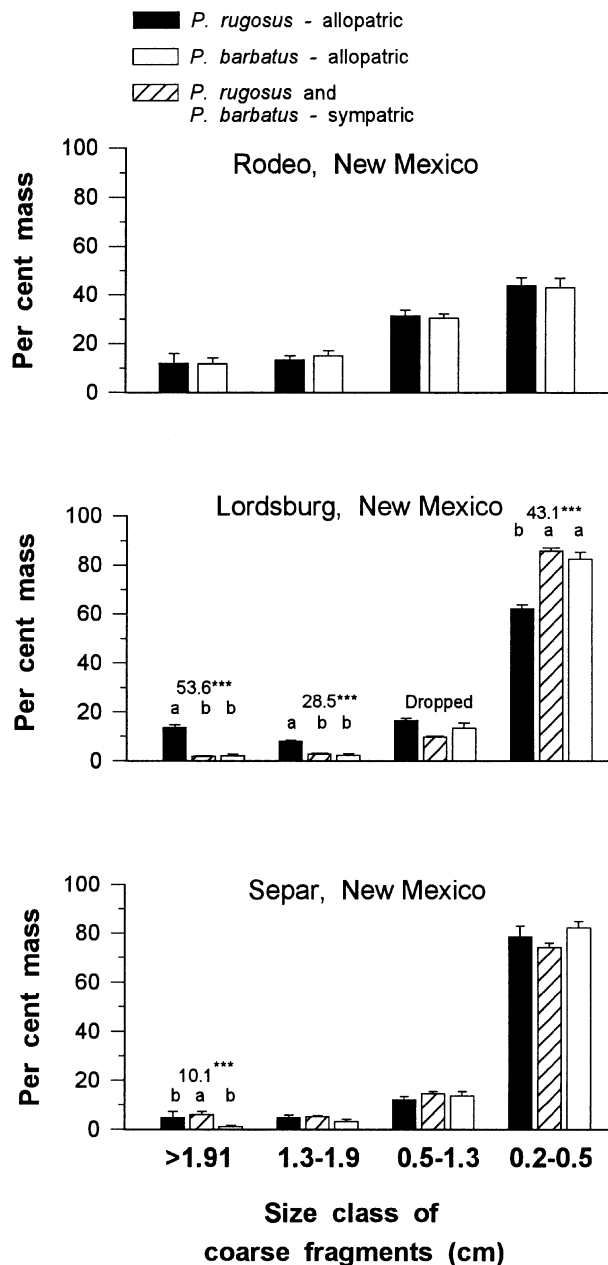 P. rugosus - allopatric
P. barbatus - allopatric
P. rugosus and
P. barbatus - sympatric
Rodeo, New Mexico
Per cent mass
100
80
60
40
20
0
Lordsburg, New Mexico
Per cent mass
100
80
60
40
20
0
53.6***
a b b
28.5***
a b b
Dropped
43.1***
b a a
Separ, New Mexico
Per cent mass
100
80
60
40
20
0
10.1***
b a b
>1.91 1.3-1.9 0.5-1.3 0.2-0.5
Size class of
coarse fragments (cm)